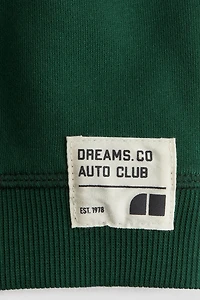 DREAMS.CO
AUTO CLUB
EST. 1978